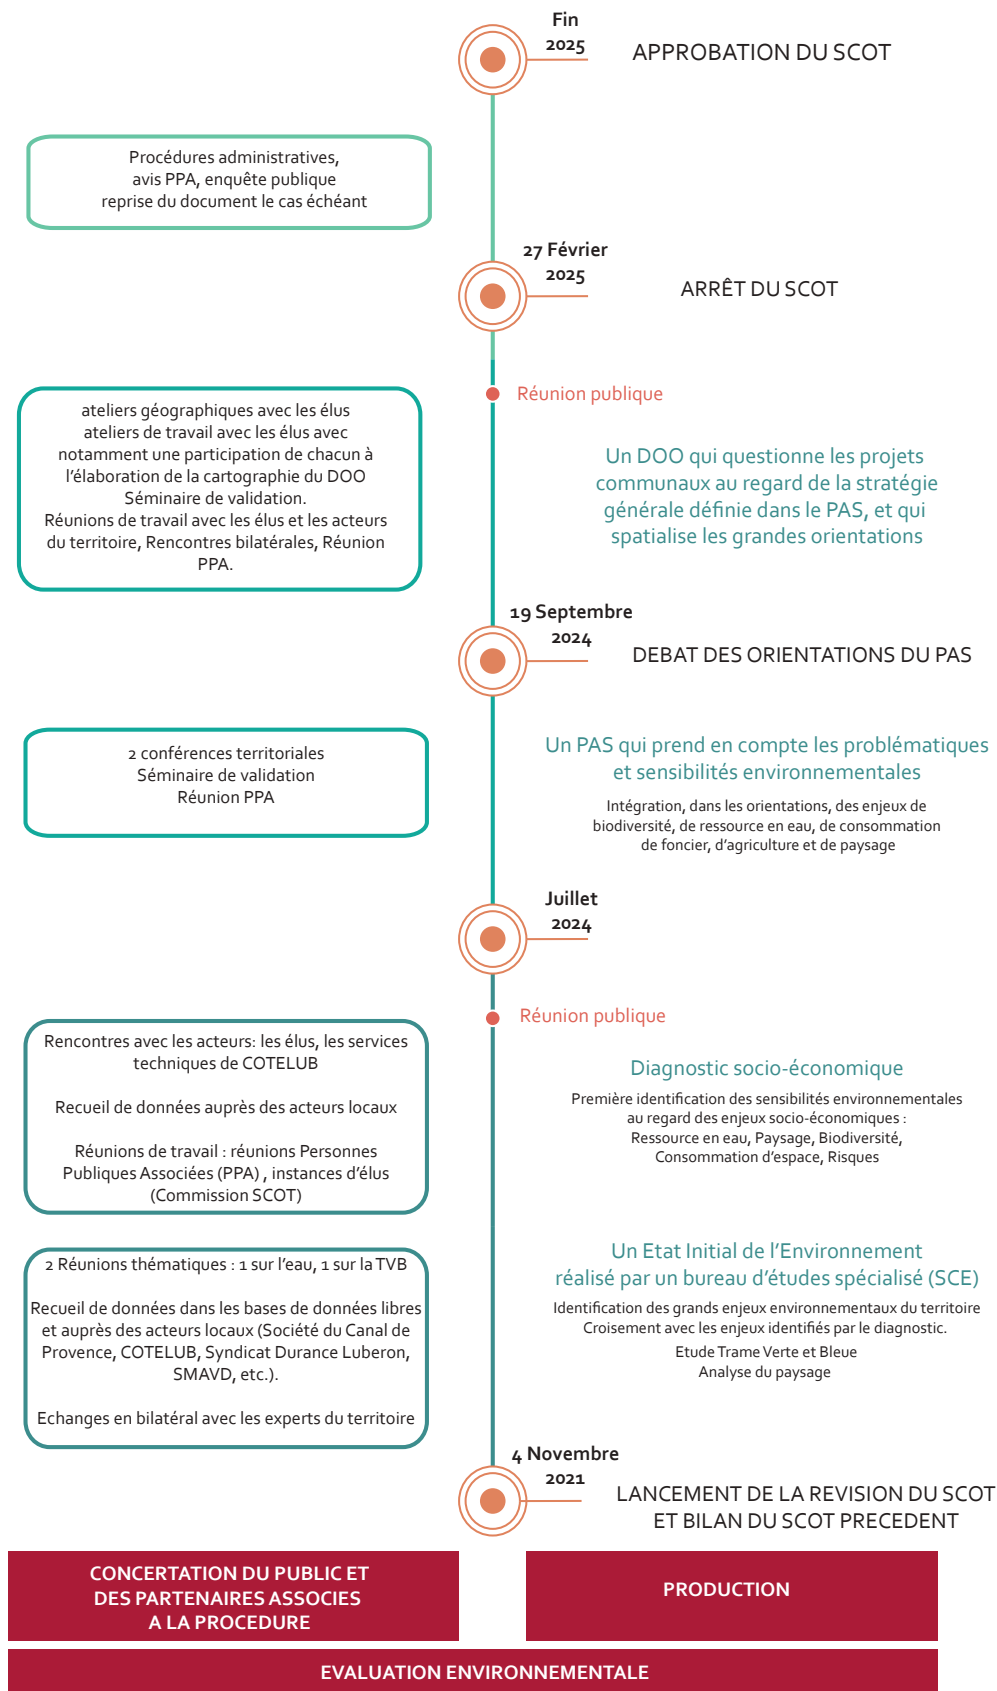 Fin
2025
APPROBATION DU SCOT
Procédures administratives,
avis PPA, enquête publique
reprise du document le cas échéant
27 Février
2025
ARRÊT DU SCOT
Réunion publique
ateliers géographiques avec les élus
ateliers de travail avec les élus avec
notamment une participation de chacun à
l'élaboration de la cartographie du DOO
Séminaire de validation.
Réunions de travail avec les élus et les acteurs
du territoire, Rencontres bilatérales, Réunion
PPA.
Un DOO qui questionne les projets
communaux au regard de la stratégie
générale définie dans le PAS, et qui
spatialise les grandes orientations
19 Septembre
2024
DEBAT DES ORIENTATIONS DU PAS
2 conférences territoriales
Séminaire de validation
Réunion PPA
Un PAS qui prend en compte les problématiques
et sensibilités environnementales
Intégration, dans les orientations, des enjeux de
biodiversité, de ressource en eau, de consommation
de foncier, d'agriculture et de paysage
Juillet
2024
Réunion publique
Rencontres avec les acteurs: les élus, les services
techniques de COTELUB
Recueil de données auprès des acteurs locaux
Réunions de travail : réunions Personnes
Publiques Associées (PPA) , instances d'élus
(Commission SCOT)
Diagnostic socio-économique
Première identification des sensibilités environnementales
au regard des enjeux socio-économiques :
Ressource en eau, Paysage, Biodiversité,
Consommation d'espace, Risques
2 Réunions thématiques : 1 sur l'eau, 1 sur la TVB
Recueil de données dans les bases de données libres
et auprès des acteurs locaux (Société du Canal de
Provence, COTELUB, Syndicat Durance Luberon,
SMAVD, etc.).
Echanges en bilatéral avec les experts du territoire
Un Etat Initial de l'Environnement
réalisé par un bureau d'études spécialisé (SCE)
Identification des grands enjeux environnementaux du territoire
Croisement avec les enjeux identifiés par le diagnostic.
Etude Trame Verte et Bleue
Analyse du paysage
4 Novembre
2021
LANCEMENT DE LA REVISION DU SCOT
ET BILAN DU SCOT PRECEDENT
CONCERTATION DU PUBLIC ET
DES PARTENAIRES ASSOCIES
A LA PROCEDURE
PRODUCTION
EVALUATION ENVIRONNEMENTALE